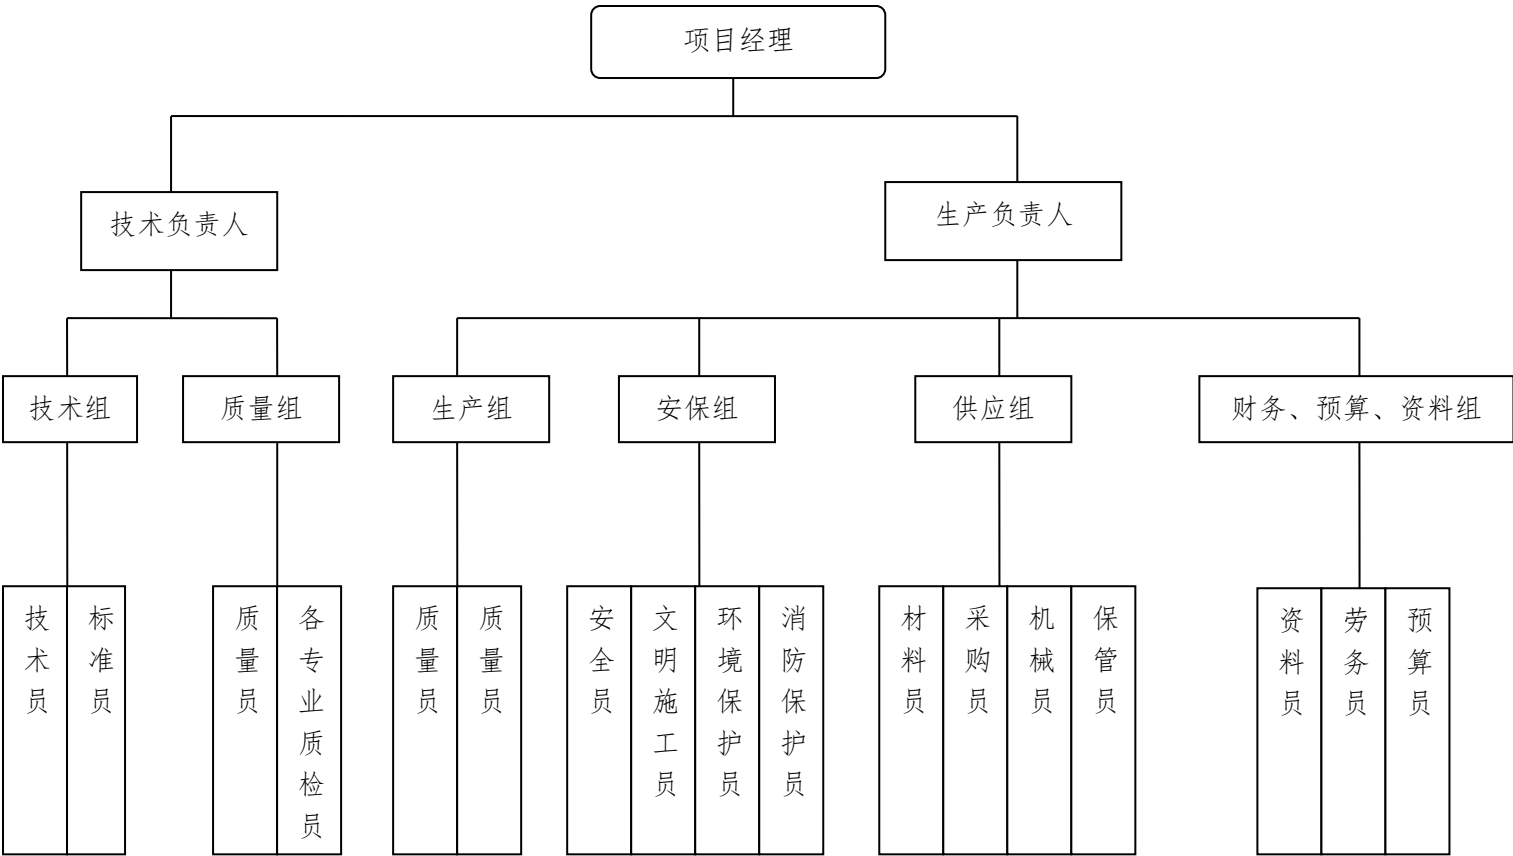 项目经理
技术负责人
生产负责人
技术组
质量组
生产组
安保组
供应组
财务、预算、资料组
技术员
标准员
质量员
各专业质检员
质量员
质量员
安全员
文明施工员
环境保护员
消防保护员
材料员
采购员
机械员
保管员
资料员
劳务员
预算员